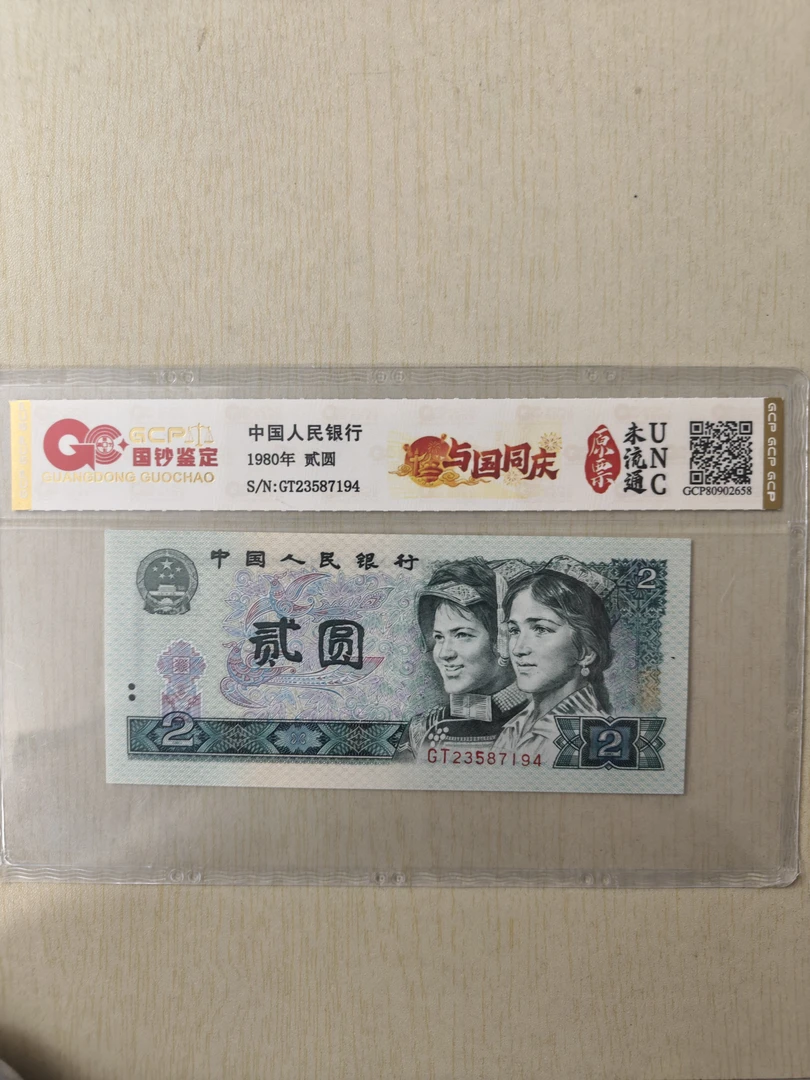 GCP
国钞鉴定
GUANGDONG GUOCHAO
中国人民银行
1980年 贰圆
S/N:GT23587194
与国同庆
原票
未流通
UNC
GCP80902658
GCP GCP GCP
中国人民银行
2
贰圆
2
GT23587194
2